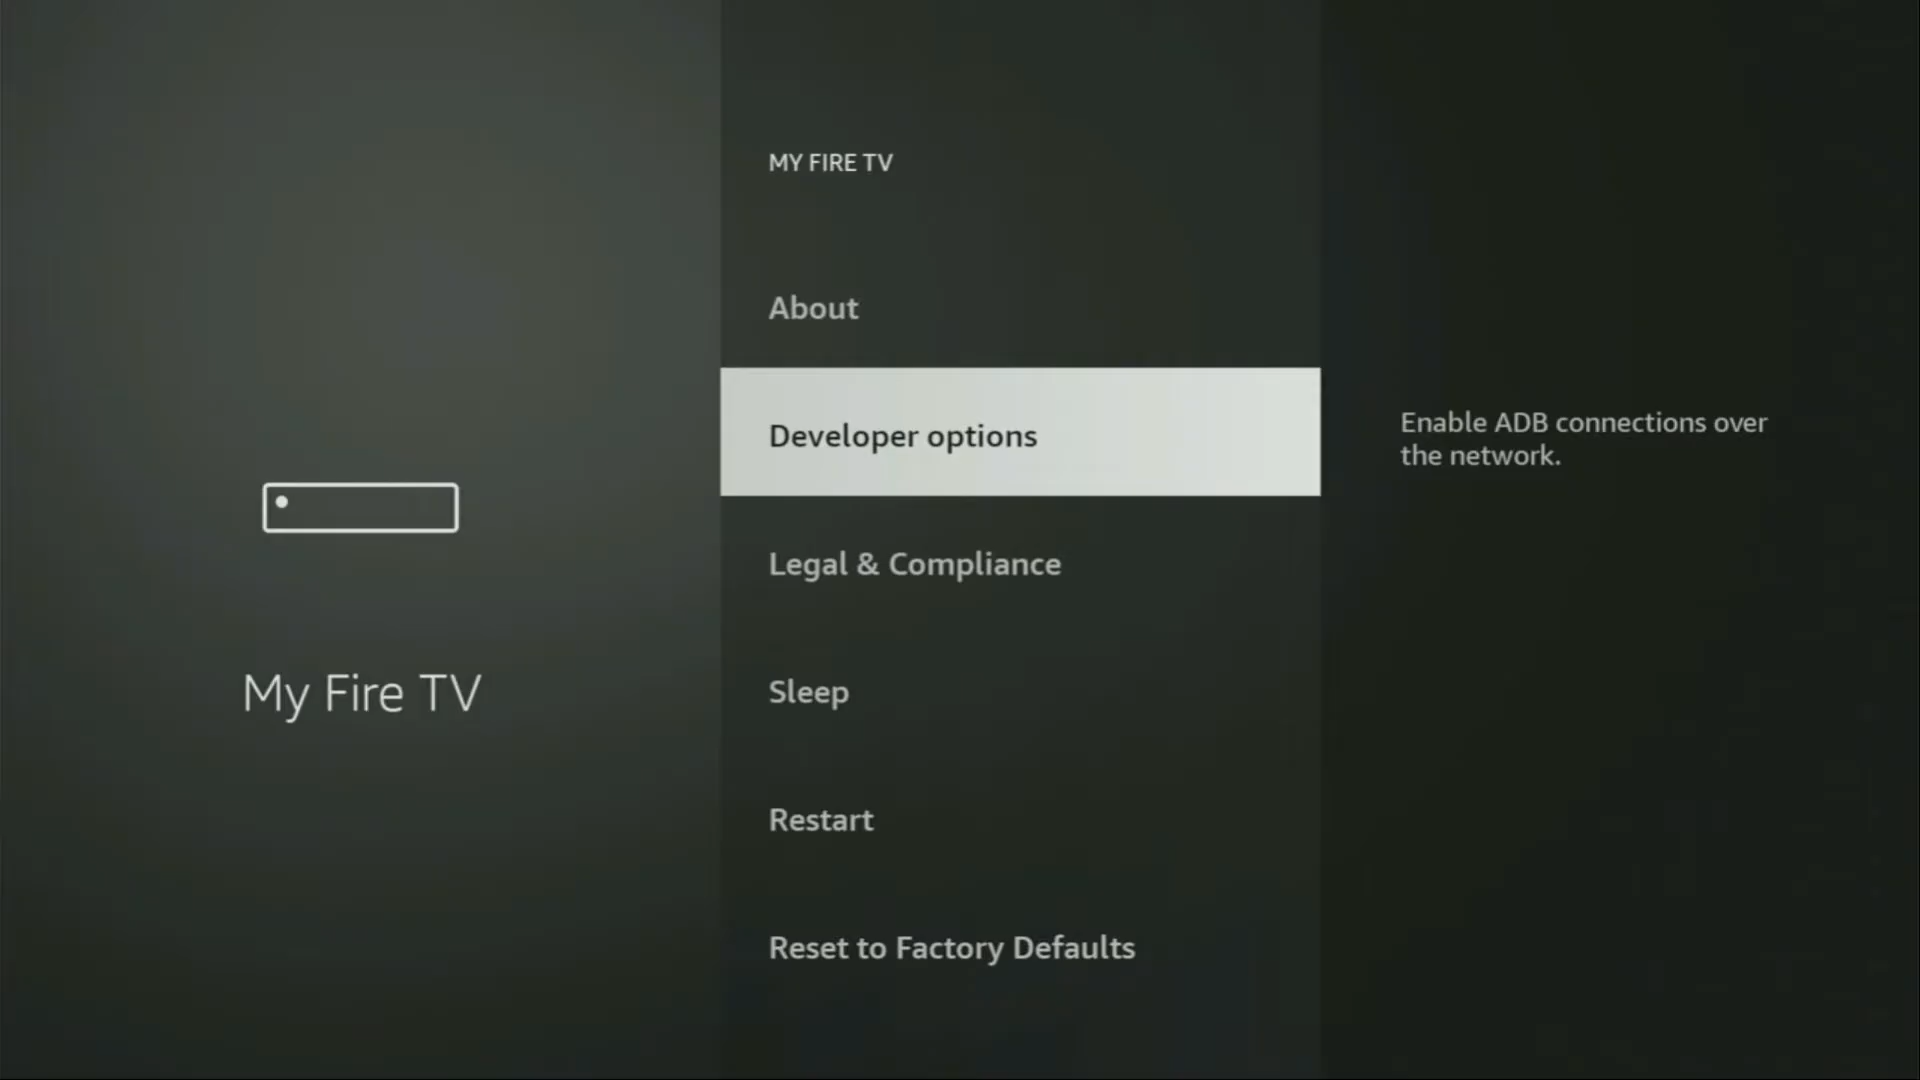 My Fire TV
MY FIRE TV
About
Developer options
Legal & Compliance
Sleep
Restart
Reset to Factory Defaults
Enable ADB connections over
the network.